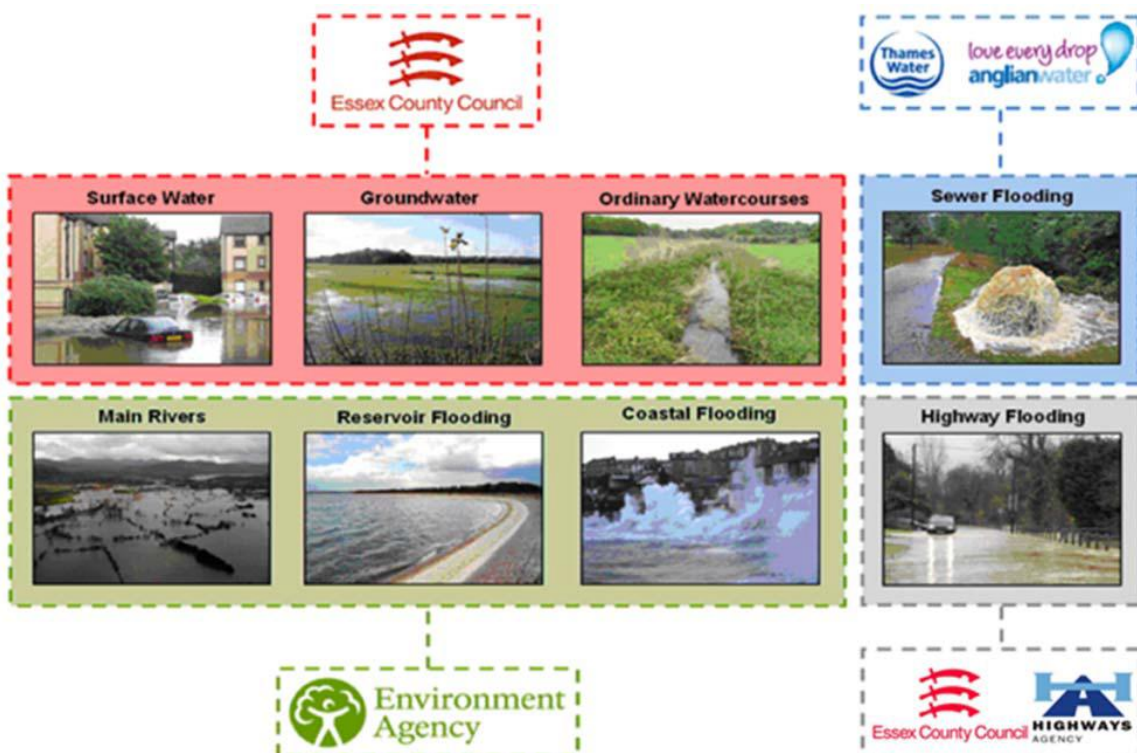 Essex County Council
Thames
Water
love every drop
anglianwater
Surface Water
Groundwater
Ordinary Watercourses
Sewer Flooding
Main Rivers
Reservoir Flooding
Coastal Flooding
Highway Flooding
Environment
Agency
Essex County Council
HIGHWAYS
AGENCY